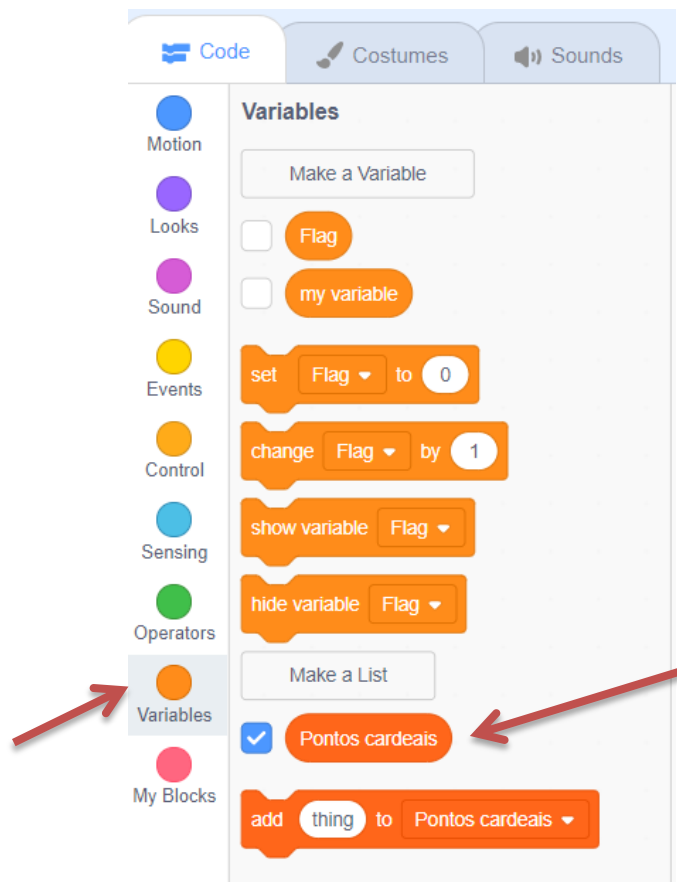 Code Costumes Sounds
Motion
Looks
Sound
Events
Control
Sensing
Operators
Variables
My Blocks
Variables
Make a Variable
Flag
my variable
set Flag to 0
change Flag by 1
show variable Flag
hide variable Flag
Make a List
Pontos cardeais
add thing to Pontos cardeais